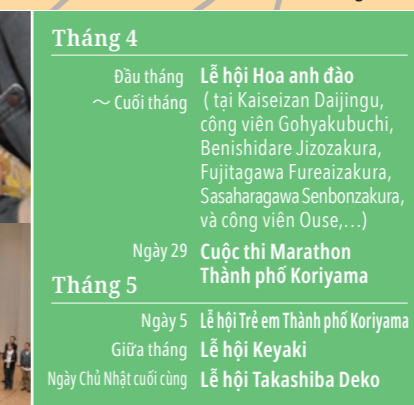 Tháng 4
Đầu tháng Lễ hội Hoa anh đào
～ Cuối tháng ( tại Kaiseizan Daijingu,
công viên Gohyakubuchi,
Benishidare Jizozakura,
Fujitagawa Fureaizakura,
Sasaharagawa Senbonzakura,
và công viên Ouse,…)
Ngày 29 Cuộc thi Marathon
Thành phố Koriyama
Tháng 5
Ngày 5 Lễ hội Trẻ em Thành phố Koriyama
Giữa tháng Lễ hội Keyaki
Ngày Chủ Nhật cuối cùng Lễ hội Takashiba Deko